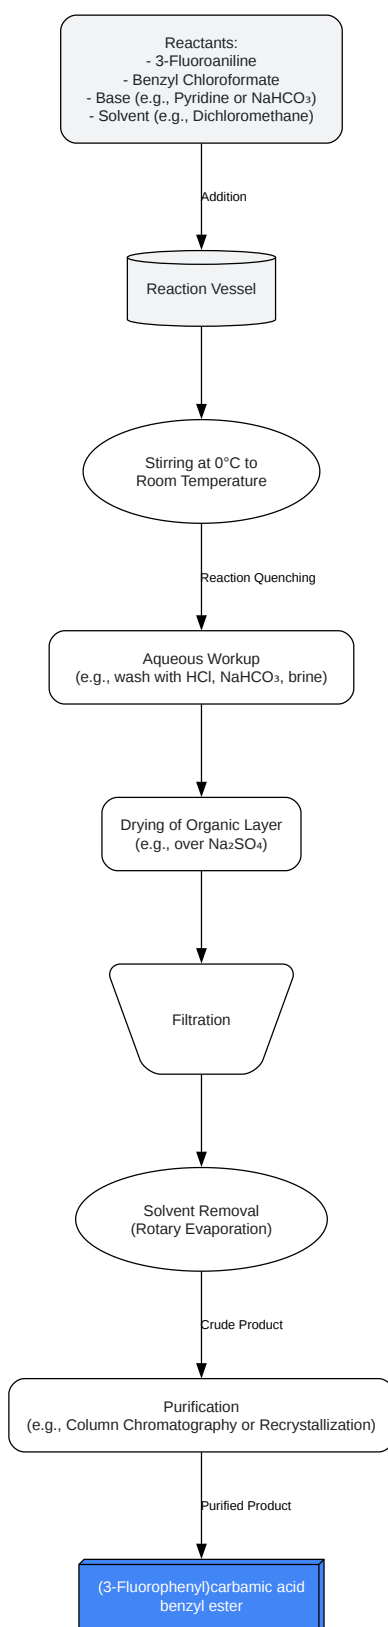 Reactants:
- 3-Fluoroaniline
- Benzyl Chloroformate
- Base (e.g., Pyridine or NaHCO₃)
- Solvent (e.g., Dichloromethane)
Addition
Reaction Vessel
Stirring at 0°C to
Room Temperature
Reaction Quenching
Aqueous Workup
(e.g., wash with HCl, NaHCO₃, brine)
Drying of Organic Layer
(e.g., over Na₂SO₄)
Filtration
Solvent Removal
(Rotary Evaporation)
Crude Product
Purification
(e.g., Column Chromatography or Recrystallization)
Purified Product
(3-Fluorophenyl)carbamic acid
benzyl ester